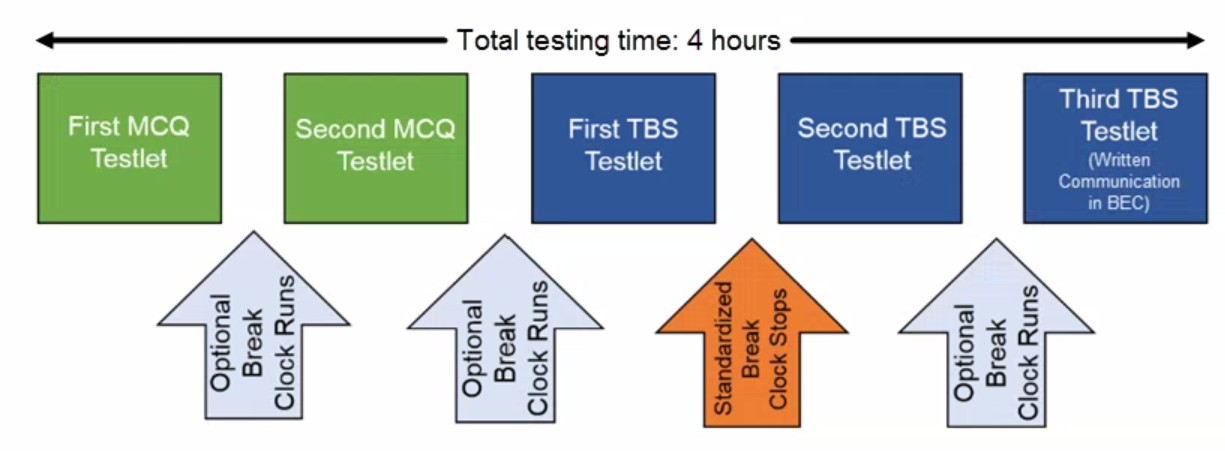 Total testing time: 4 hours
First MCQ
Testlet
Second MCQ
Testlet
First TBS
Testlet
Second TBS
Testlet
Third TBS
Testlet
(Written
Communication
in BEC)
Optional
Break
Clock Runs
Optional
Break
Clock Runs
Standardized
Break
Clock Stops
Optional
Break
Clock Runs